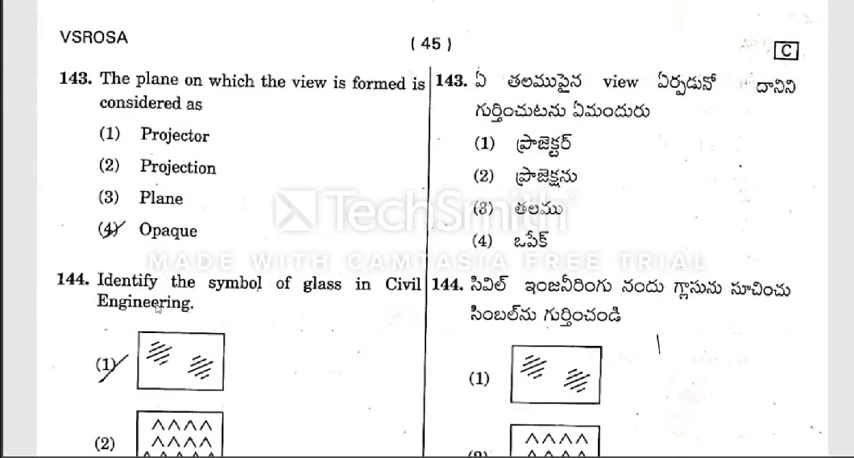 VSROSA
( 45 )
C
143. The plane on which the view is formed is
considered as
(1) Projector
(2) Projection
(3) Plane
(4) Opaque
144. Identify the symbol of glass in Civil
Engineering.
(1)
(2)
143. ఏ తలముపైన view ఏర్పడునో దానిని
గుర్తించుటను ఏమందురు
(1) ప్రొజెక్టర్
(2) ప్రొజెక్షను
(3) తలము
(4) ఒపేక్
144. సివిల్ ఇంజనీరింగు నందు గ్లాసును సూచించు
సింబల్‌ను గుర్తించండి
(1)
(2)
TechSmith
MADE WITH CAMTASIA FREE TRIAL